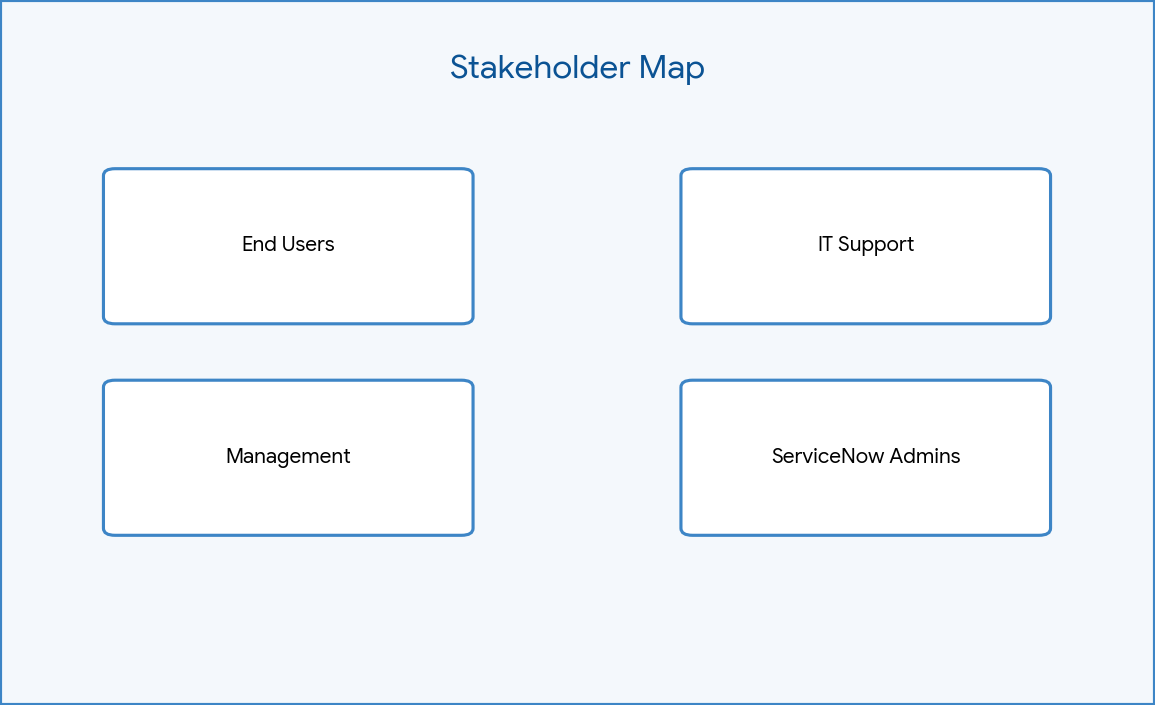 Stakeholder Map
End Users
IT Support
Management
ServiceNow Admins